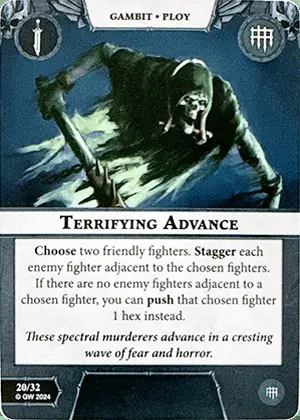 GAMBIT • PLOY
TERRIFYING ADVANCE
Choose two friendly fighters. Stagger each
enemy fighter adjacent to the chosen fighters.
If there are no enemy fighters adjacent to a
chosen fighter, you can push that chosen fighter
1 hex instead.
These spectral murderers advance in a cresting
wave of fear and horror.
20/32
© GW 2024